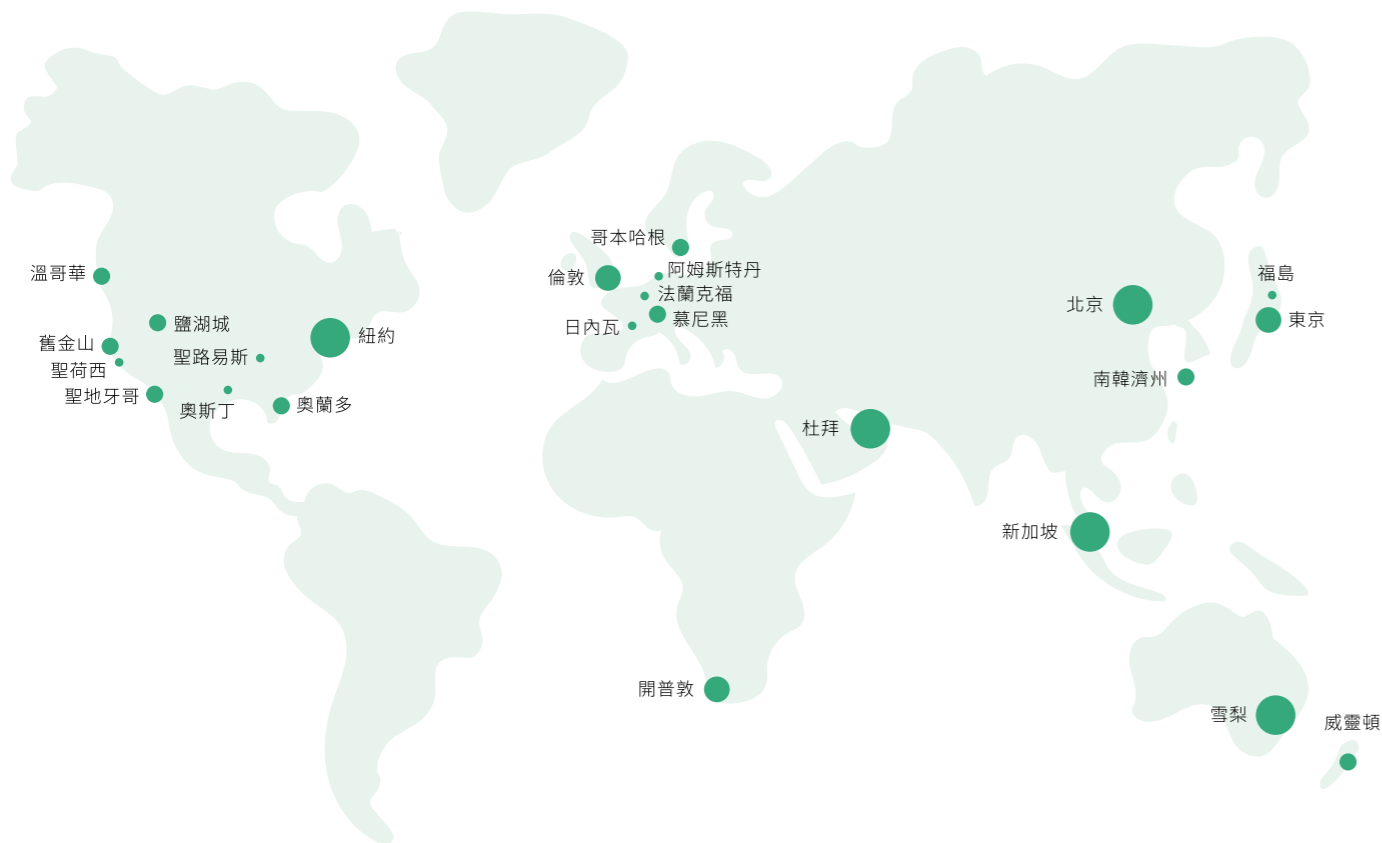 溫哥華
鹽湖城
舊金山
聖荷西
聖地牙哥
聖路易斯
奧斯丁
奧蘭多
紐約
哥本哈根
倫敦
阿姆斯特丹
法蘭克福
慕尼黑
日內瓦
杜拜
開普敦
北京
福島
東京
南韓濟州
新加坡
雪梨
威靈頓